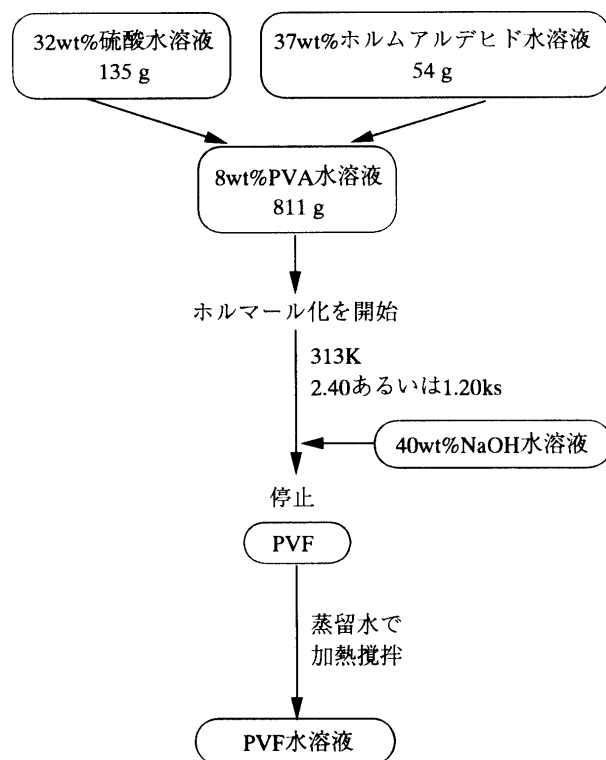 32wt%硫酸水溶液
135 g
37wt%ホルムアルデヒド水溶液
54 g
8wt%PVA水溶液
811 g
ホルマール化を開始
313K
2.40あるいは1.20ks
40wt%NaOH水溶液
停止
PVF
蒸留水で
加熱撹拌
PVF水溶液